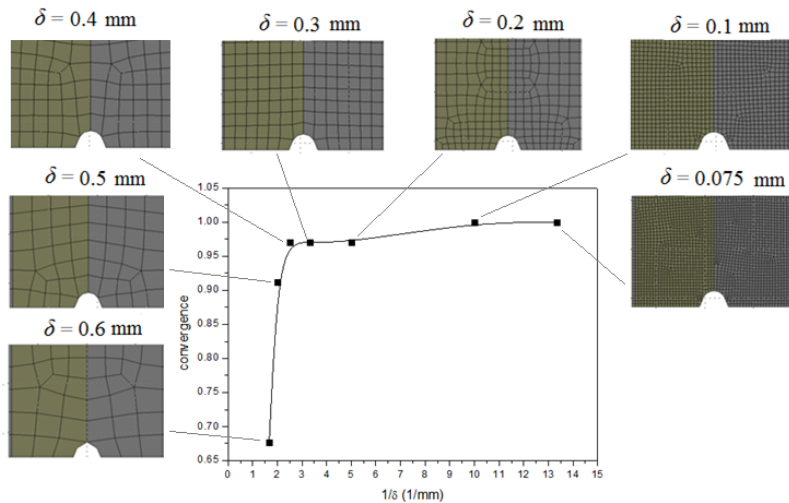 δ = 0.4 mm
δ = 0.3 mm
δ = 0.2 mm
δ = 0.1 mm
δ = 0.5 mm
δ = 0.075 mm
δ = 0.6 mm
convergence
1.05
1.00
0.95
0.90
0.85
0.80
0.75
0.70
0.65
0 1 2 3 4 5 6 7 8 9 10 11 12 13 14 15
1/δ (1/mm)